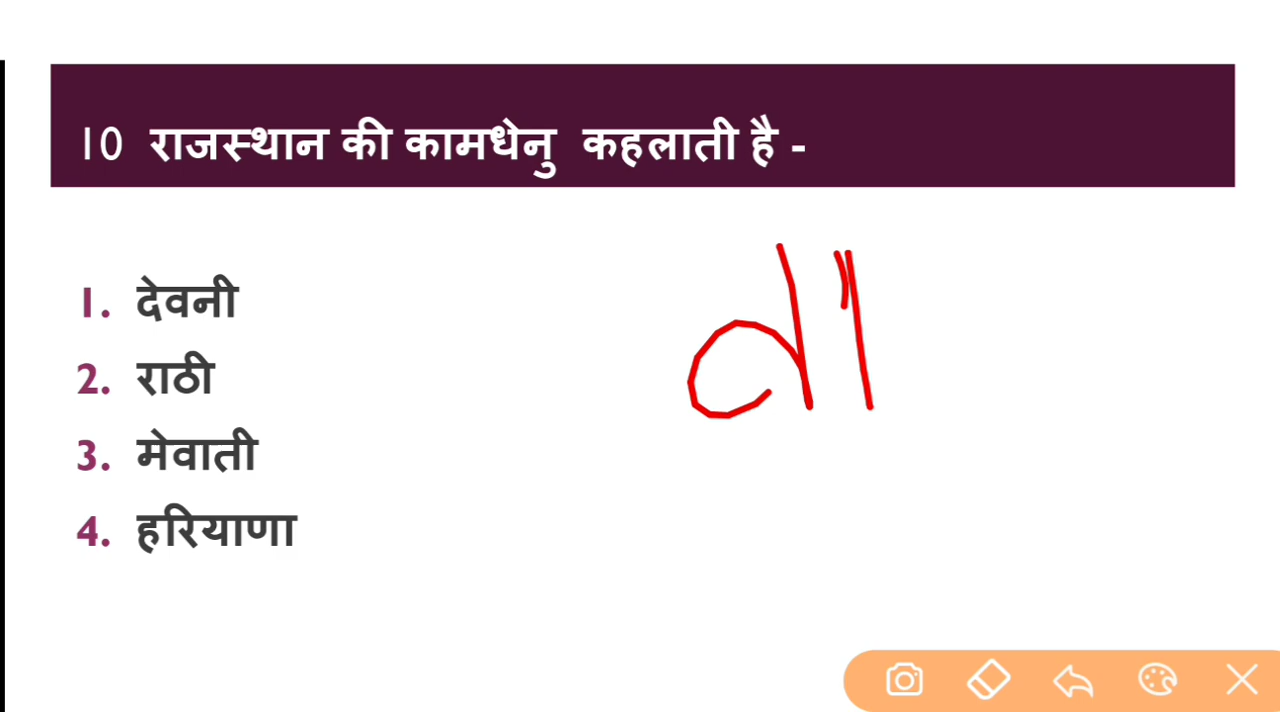 10 राजस्थान की कामधेनु कहलाती है -
1. देवनी
2. राठी
3. मेवाती
4. हरियाणा